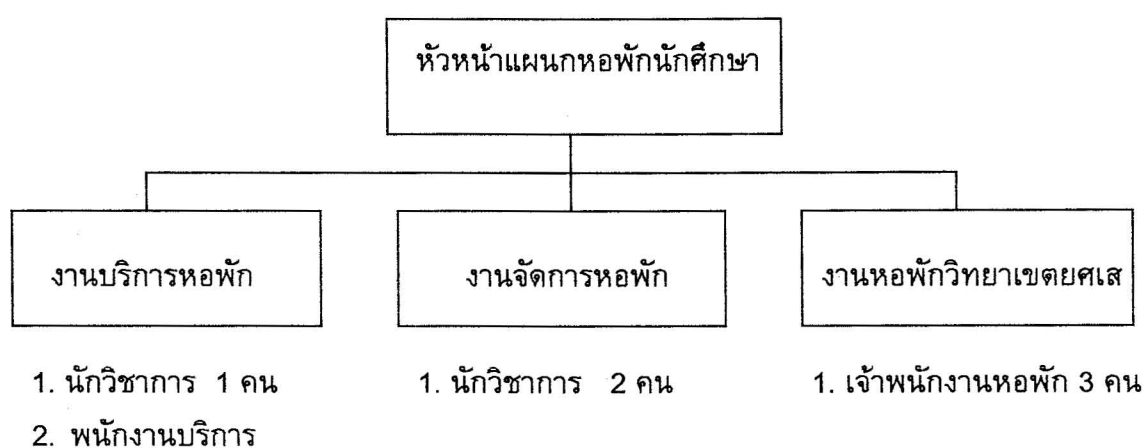 หัวหน้าแผนกหอพักนักศึกษา
งานบริการหอพัก
งานจัดการหอพัก
งานหอพักวิทยาเขตยศเส
1. นักวิชาการ 1 คน
2. พนักงานบริการ
1. นักวิชาการ 2 คน
1. เจ้าพนักงานหอพัก 3 คน